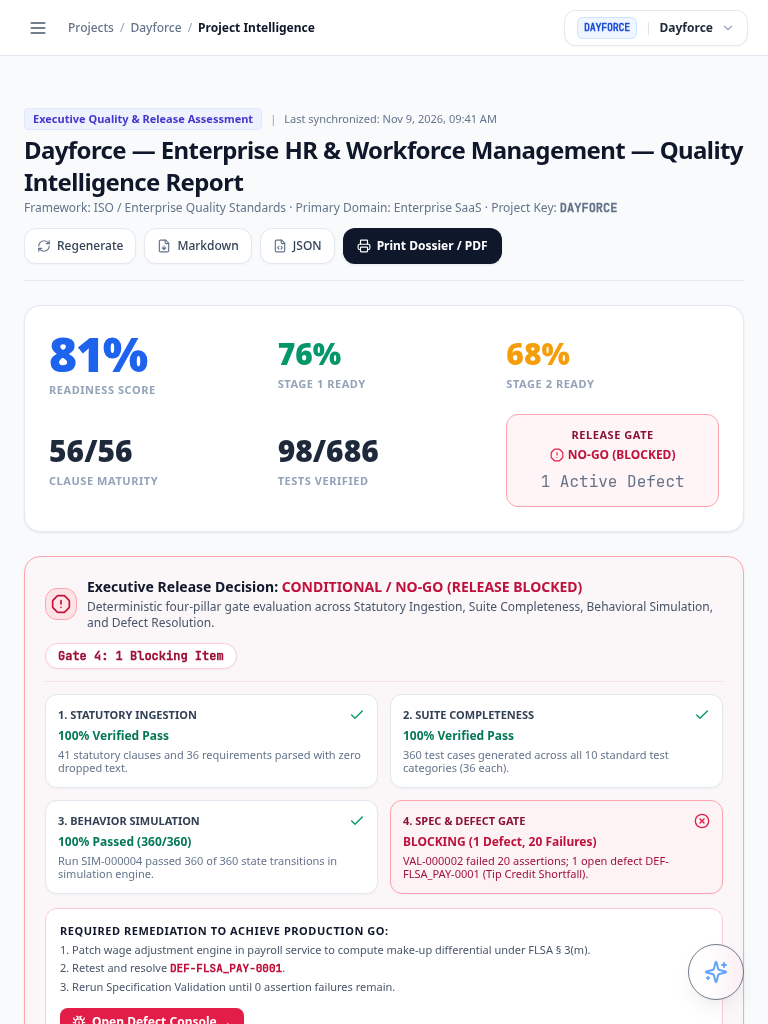 Projects / Dayforce / Project Intelligence
DAYFORCE Dayforce
Executive Quality & Release Assessment | Last synchronized: Nov 9, 2026, 09:41 AM
Dayforce — Enterprise HR & Workforce Management — Quality
Intelligence Report
Framework: ISO / Enterprise Quality Standards · Primary Domain: Enterprise SaaS · Project Key: DAYFORCE
Regenerate Markdown JSON Print Dossier / PDF
81%
READINESS SCORE
76%
STAGE 1 READY
68%
STAGE 2 READY
56/56
CLAUSE MATURITY
98/686
TESTS VERIFIED
RELEASE GATE
NO-GO (BLOCKED)
1 Active Defect
Executive Release Decision: CONDITIONAL / NO-GO (RELEASE BLOCKED)
Deterministic four-pillar gate evaluation across Statutory Ingestion, Suite Completeness, Behavioral Simulation,
and Defect Resolution.
Gate 4: 1 Blocking Item
1. STATUTORY INGESTION
100% Verified Pass
41 statutory clauses and 36 requirements parsed with zero
dropped text.
2. SUITE COMPLETENESS
100% Verified Pass
360 test cases generated across all 10 standard test
categories (36 each).
3. BEHAVIOR SIMULATION
100% Passed (360/360)
Run SIM-000004 passed 360 of 360 state transitions in
simulation engine.
4. SPEC & DEFECT GATE
BLOCKING (1 Defect, 20 Failures)
VAL-000002 failed 20 assertions; 1 open defect DEF-
FLSA_PAY-0001 (Tip Credit Shortfall).
REQUIRED REMEDIATION TO ACHIEVE PRODUCTION GO:
1. Patch wage adjustment engine in payroll service to compute make-up differential under FLSA § 3(m).
2. Retest and resolve DEF-FLSA_PAY-0001.
3. Rerun Specification Validation until 0 assertion failures remain.
Open Defect Console →